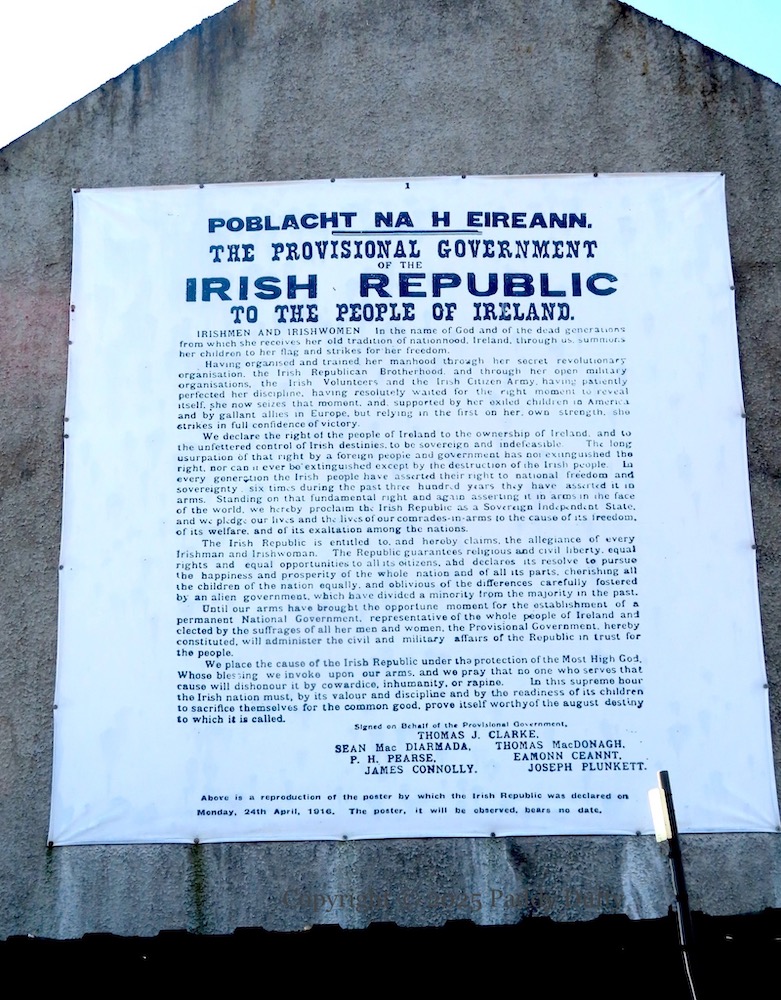 1
POBLACHT NA H EIREANN.
THE PROVISIONAL GOVERNMENT
OF THE
IRISH REPUBLIC
TO THE PEOPLE OF IRELAND.
IRISHMEN AND IRISHWOMEN In the name of God and of the dead generations
from which she receives her old tradition of nationhood, Ireland, through us, summons
her children to her flag and strikes for her freedom.
Having organised and trained her manhood through her secret revolutionary
organisation, the Irish Republican Brotherhood, and through her open military
organisations, the Irish Volunteers and the Irish Citizen Army, having patiently
perfected her discipline, having resolutely waited for the right moment to reveal
itself, she now seizes that moment, and, supported by her exiled children in America
and by gallant allies in Europe, but relying in the first on her own strength, she
strikes in full confidence of victory.
We declare the right of the people of Ireland to the ownership of Ireland, and to
the unfettered control of Irish destinies, to be sovereign and indefeasible. The long
usurpation of that right by a foreign people and government has not extinguished the
right, nor can it ever be extinguished except by the destruction of the Irish people. In
every generation the Irish people have asserted their right to national freedom and
sovereignty, six times during the past three hundred years they have asserted it in
arms. Standing on that fundamental right and again asserting it in arms in the face
of the world, we hereby proclaim the Irish Republic as a Sovereign Independent State,
and we pledge our lives and the lives of our comrades-in-arms to the cause of its freedom,
of its welfare, and of its exaltation among the nations.
The Irish Republic is entitled to, and hereby claims, the allegiance of every
Irishman and Irishwoman. The Republic guarantees religious and civil liberty, equal
rights and equal opportunities to all its citizens, and declares its resolve to pursue
the happiness and prosperity of the whole nation and of all its parts, cherishing all
the children of the nation equally, and oblivious of the differences carefully fostered
by an alien government, which have divided a minority from the majority in the past.
Until our arms have brought the opportune moment for the establishment of a
permanent National Government, representative of the whole people of Ireland and
elected by the suffrages of all her men and women, the Provisional Government, hereby
constituted, will administer the civil and military affairs of the Republic in trust for
the people.
We place the cause of the Irish Republic under the protection of the Most High God,
Whose blessing we invoke upon our arms, and we pray that no one who serves that
cause will dishonour it by cowardice, inhumanity, or rapine. In this supreme hour
the Irish nation must, by its valour and discipline and by the readiness of its children
to sacrifice themselves for the common good, prove itself worthy of the august destiny
to which it is called.
Signed on Behalf of the Provisional Government,
THOMAS J. CLARKE,
SEAN Mac DIARMADA, THOMAS MacDONAGH,
P. H. PEARSE, EAMONN CEANNT,
JAMES CONNOLLY, JOSEPH PLUNKETT.
Above is a reproduction of the poster by which the Irish Republic was declared on
Monday, 24th April, 1916. The poster, it will be observed, bears no date.
Copyright 2025